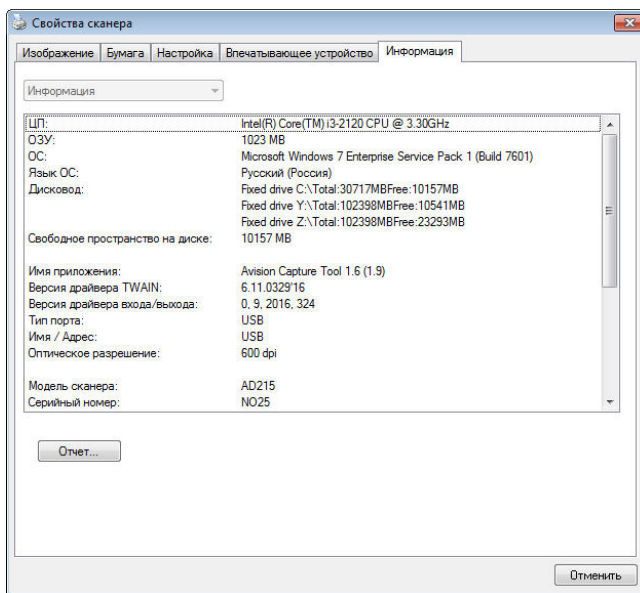 Свойства сканера
Изображение Бумага Настройка Впечатывающее устройство Информация
Информация
ЦП: Intel(R) Core(TM) i3-2120 CPU @ 3.30GHz
ОЗУ: 1023 MB
ОС: Microsoft Windows 7 Enterprise Service Pack 1 (Build 7601)
Язык ОС: Русский (Россия)
Дисковод: Fixed drive C:\Total:30717MBFree:10157MB
Fixed drive Y:\Total:102398MBFree:10541MB
Fixed drive Z:\Total:102398MBFree:23293MB
Свободное пространство на диске: 10157 MB
Имя приложения: Avision Capture Tool 1.6 (1.9)
Версия драйвера TWAIN: 6.11.0329'16
Версия драйвера входа/выхода: 0, 9, 2016, 324
Тип порта: USB
Имя / Адрес: USB
Оптическое разрешение: 600 dpi
Модель сканера: AD215
Серийный номер: NO25
Отчет...
Отменить